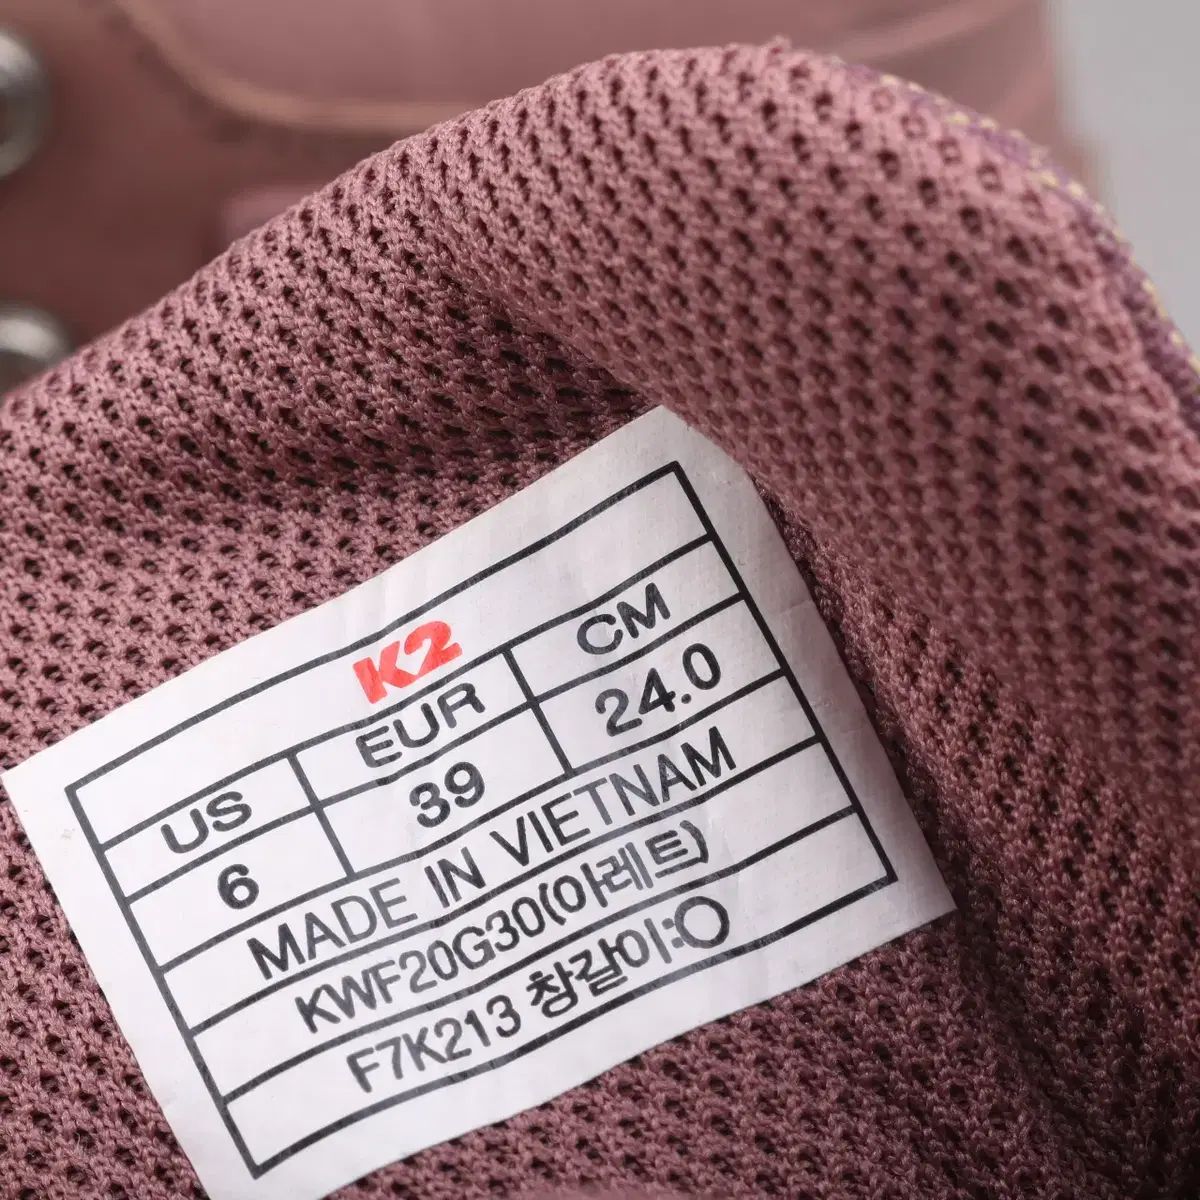 K2
US EUR CM
6 39 24.0
MADE IN VIETNAM
KWF20G30(아레트)
F7K213 창갈이:O